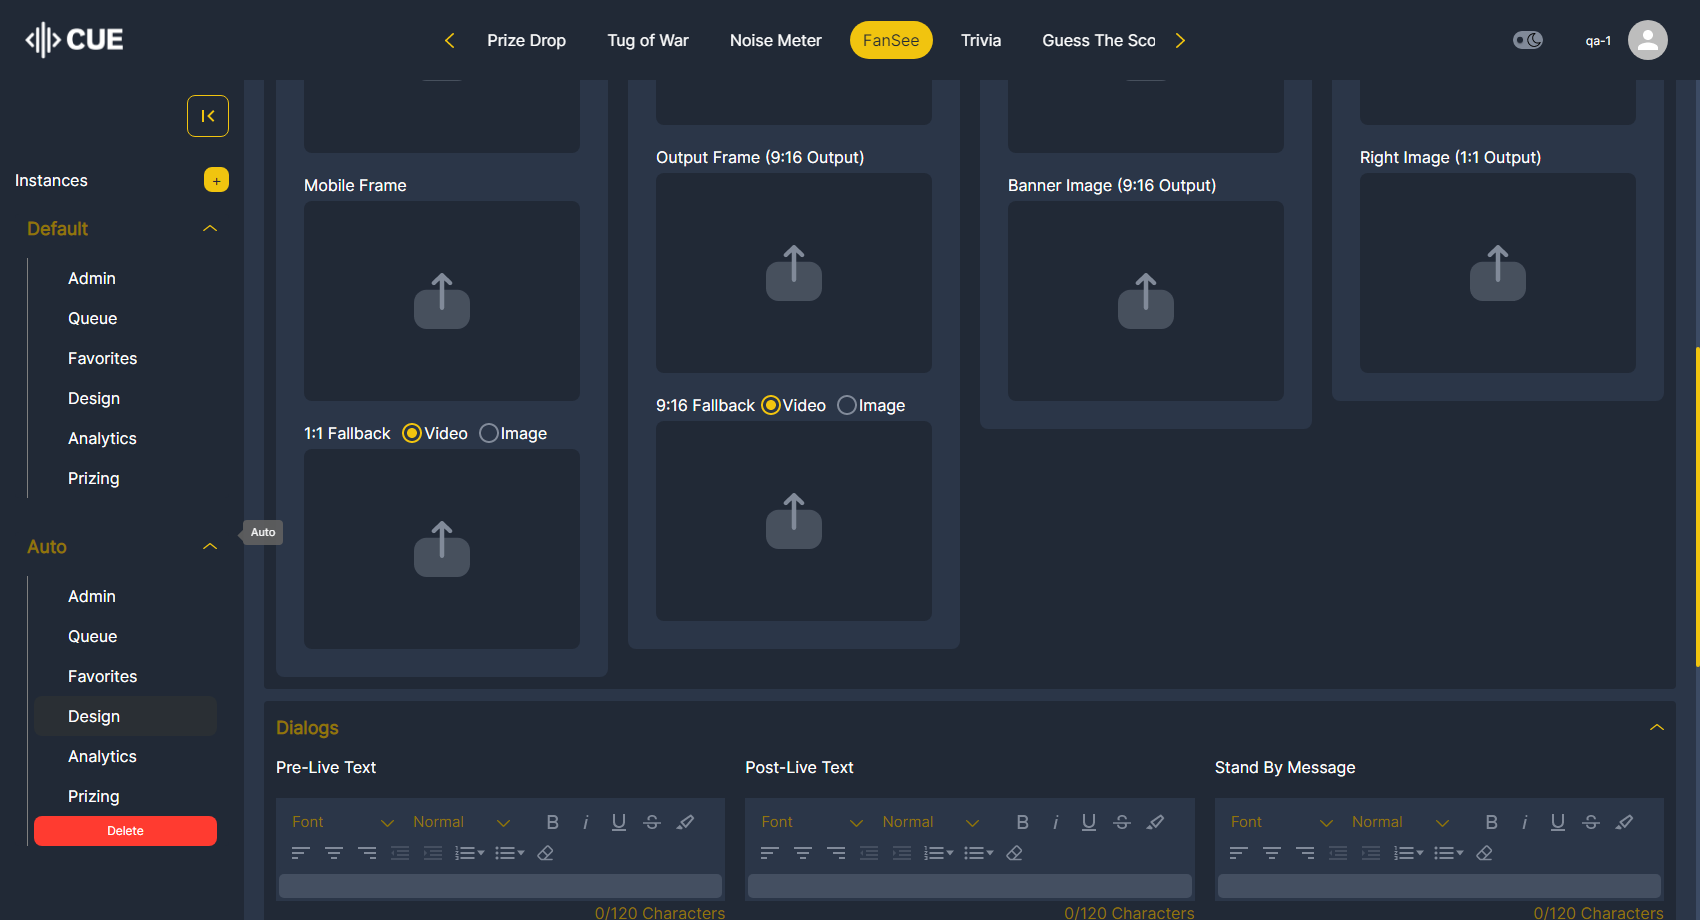 CUE
Prize Drop
Tug of War
Noise Meter
FanSee
Trivia
Guess The Sco
qa-1
Instances
+
Default
Admin
Queue
Favorites
Design
Analytics
Prizing
Auto
Auto
Admin
Queue
Favorites
Design
Analytics
Prizing
Delete
Mobile Frame
1:1 Fallback Video Image
Output Frame (9:16 Output)
9:16 Fallback Video Image
Banner Image (9:16 Output)
Right Image (1:1 Output)
Dialogs
Pre-Live Text
Font Normal B i U S
0/120 Characters
Post-Live Text
Font Normal B i U S
0/120 Characters
Stand By Message
Font Normal B i U S
0/120 Characters